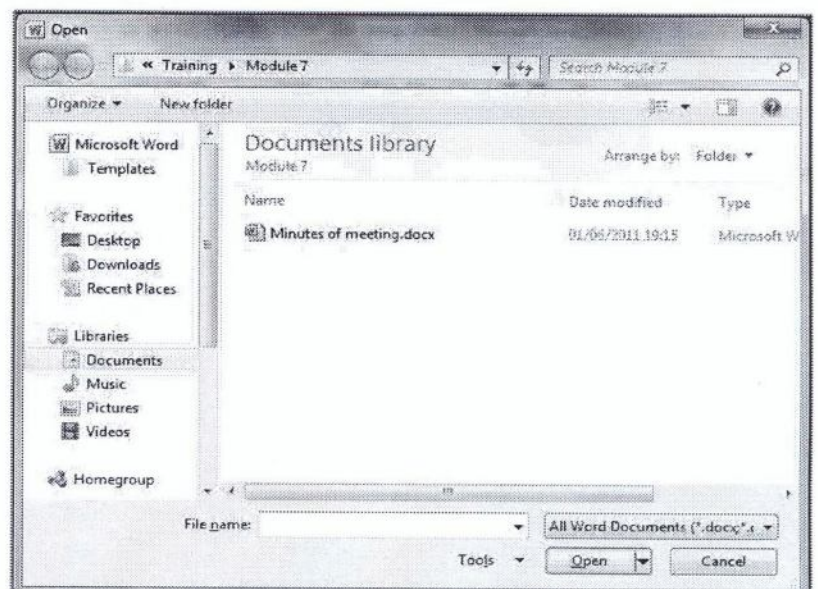 Open
« Training ▸ Module 7
Search Module 7
Organize New folder
Microsoft Word
Templates
Favorites
Desktop
Downloads
Recent Places
Libraries
Documents
Music
Pictures
Videos
Homegroup
Documents library
Module 7
Arrange by: Folder
Name Date modified Type
Minutes of meeting.docx 01/06/2011 19:15 Microsoft W
File name: All Word Documents (*.docx;*.c
Tools Open Cancel